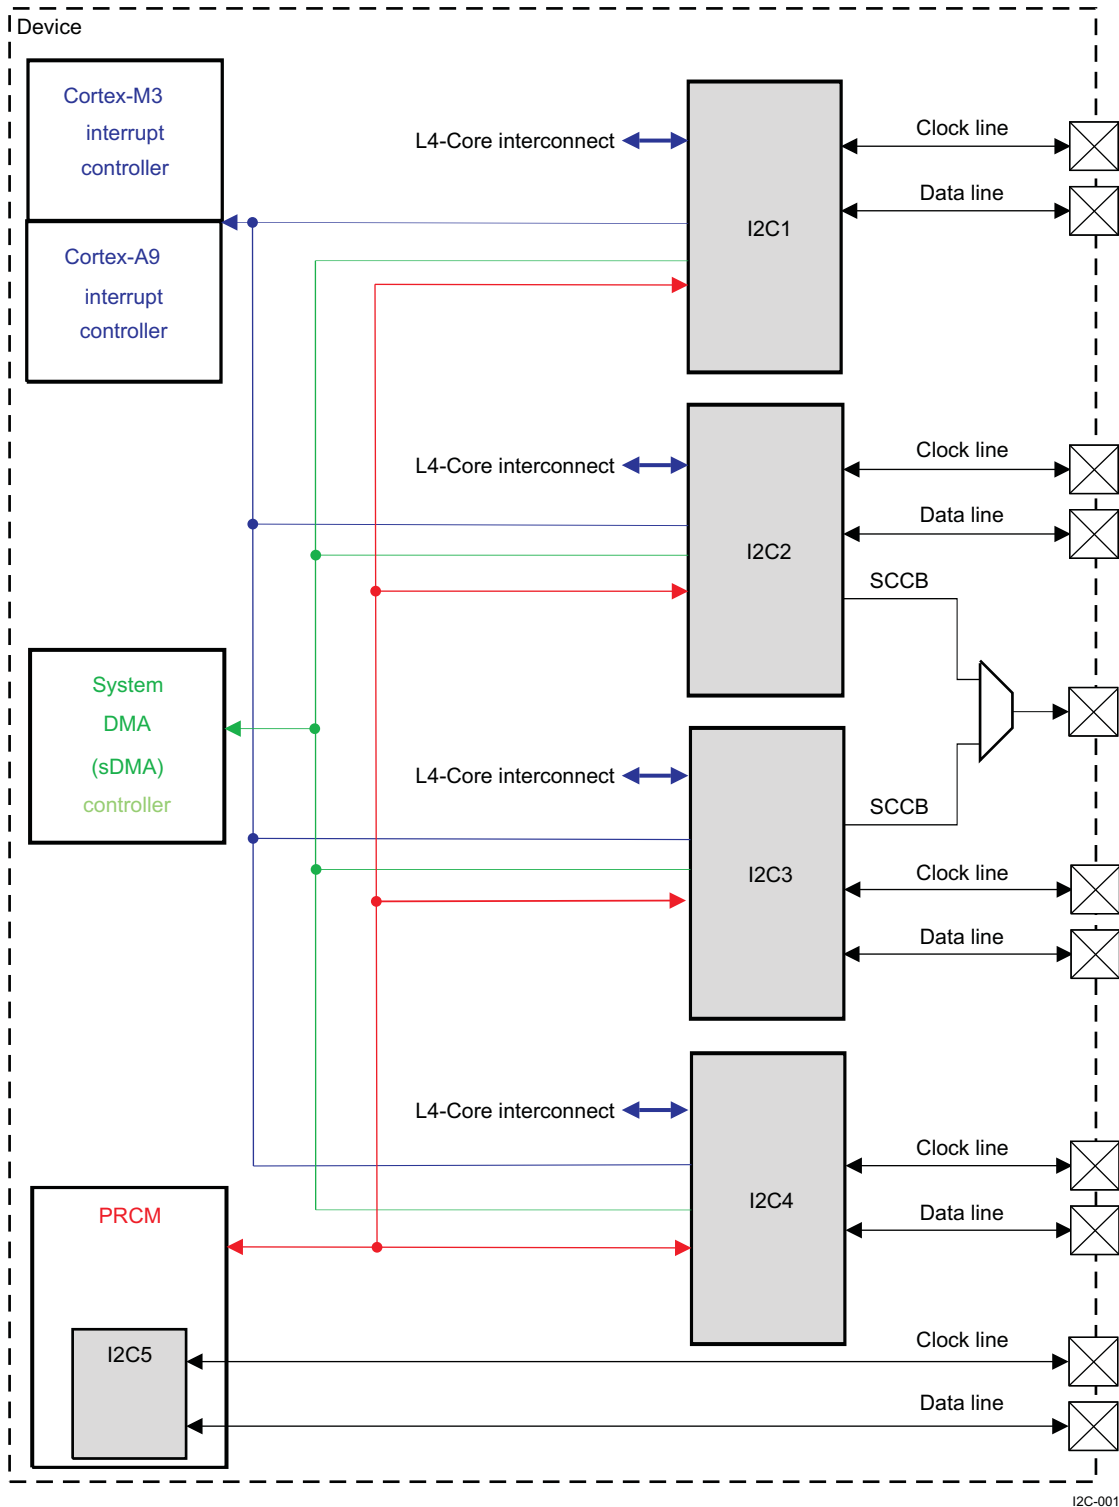 Device
Cortex-M3
interrupt
controller
Cortex-A9
interrupt
controller
L4-Core interconnect
I2C1
Clock line
Data line
L4-Core interconnect
I2C2
Clock line
Data line
SCCB
System
DMA
(sDMA)
controller
L4-Core interconnect
I2C3
SCCB
Clock line
Data line
L4-Core interconnect
I2C4
Clock line
Data line
PRCM
I2C5
Clock line
Data line
I2C-001